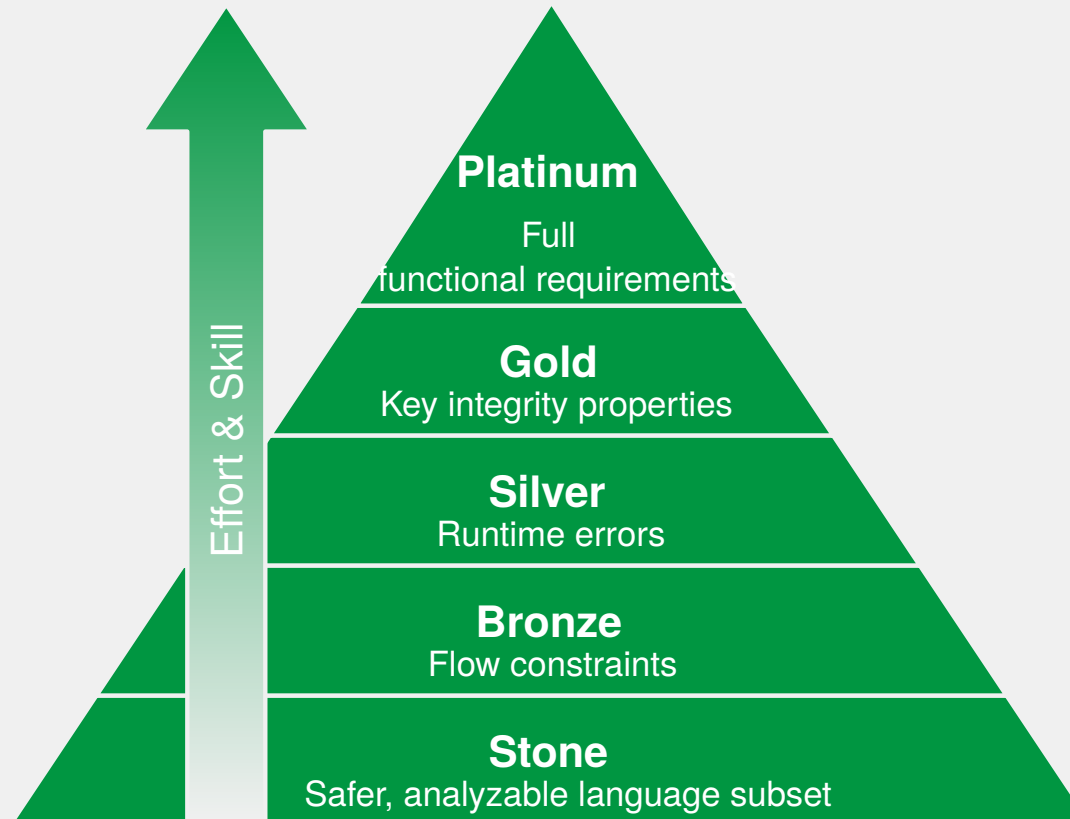 Platinum
Full
functional requirements
Gold
Key integrity properties
Silver
Runtime errors
Bronze
Flow constraints
Stone
Safer, analyzable language subset
Effort & Skill